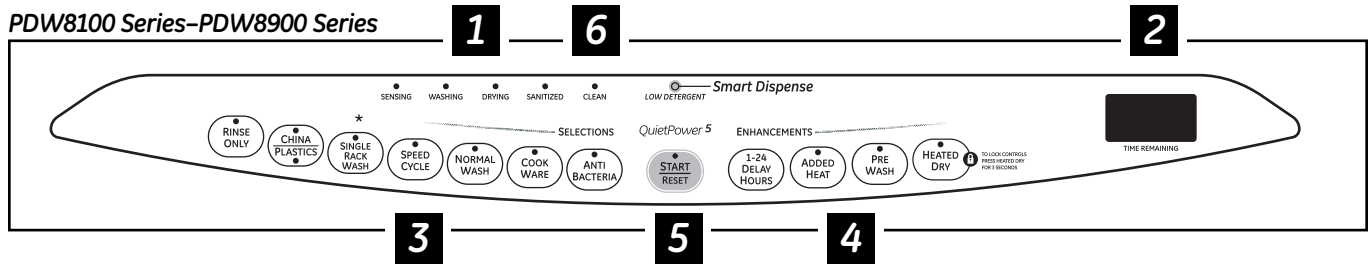 PDW8100 Series–PDW8900 Series
1
6
2
SENSING
WASHING
DRYING
SANITIZED
CLEAN
LOW DETERGENT
Smart Dispense
TIME REMAINING
SELECTIONS
QuietPower 5
ENHANCEMENTS
RINSE
ONLY
CHINA
PLASTICS
*
SINGLE
RACK
WASH
SPEED
CYCLE
NORMAL
WASH
COOK
WARE
ANTI
BACTERIA
START
RESET
1-24
DELAY
HOURS
ADDED
HEAT
PRE
WASH
HEATED
DRY
TO LOCK CONTROLS
PRESS HEATED DRY
FOR 3 SECONDS
3
5
4